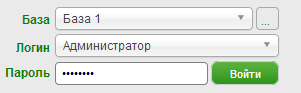 База База 1 ...
Логин Администратор
Пароль •••••••• Войти